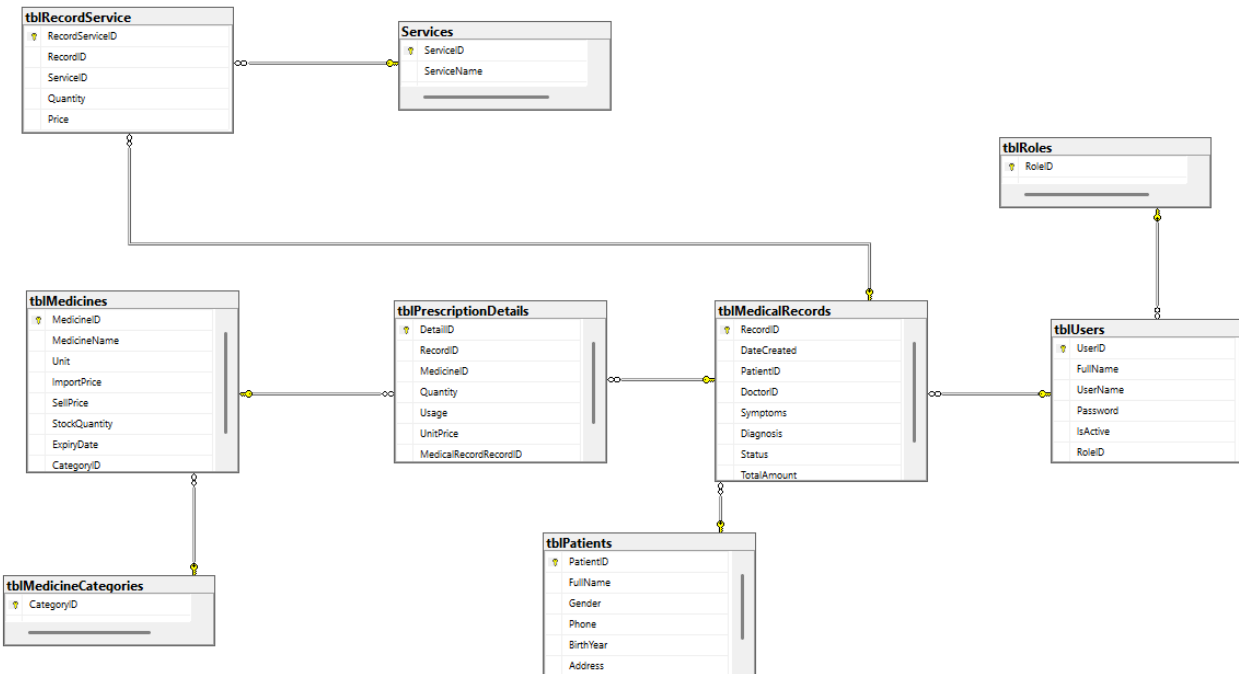 tblRecordService
RecordServiceID
RecordID
ServiceID
Quantity
Price
Services
ServiceID
ServiceName
tblRoles
RoleID
tblMedicines
MedicineID
MedicineName
Unit
ImportPrice
SellPrice
StockQuantity
ExpiryDate
CategoryID
tblPrescriptionDetails
DetailID
RecordID
MedicineID
Quantity
Usage
UnitPrice
MedicalRecordRecordID
tblMedicalRecords
RecordID
DateCreated
PatientID
DoctorID
Symptoms
Diagnosis
Status
TotalAmount
tblUsers
UserID
FullName
UserName
Password
IsActive
RoleID
tblPatients
PatientID
FullName
Gender
Phone
BirthYear
Address
tblMedicineCategories
CategoryID